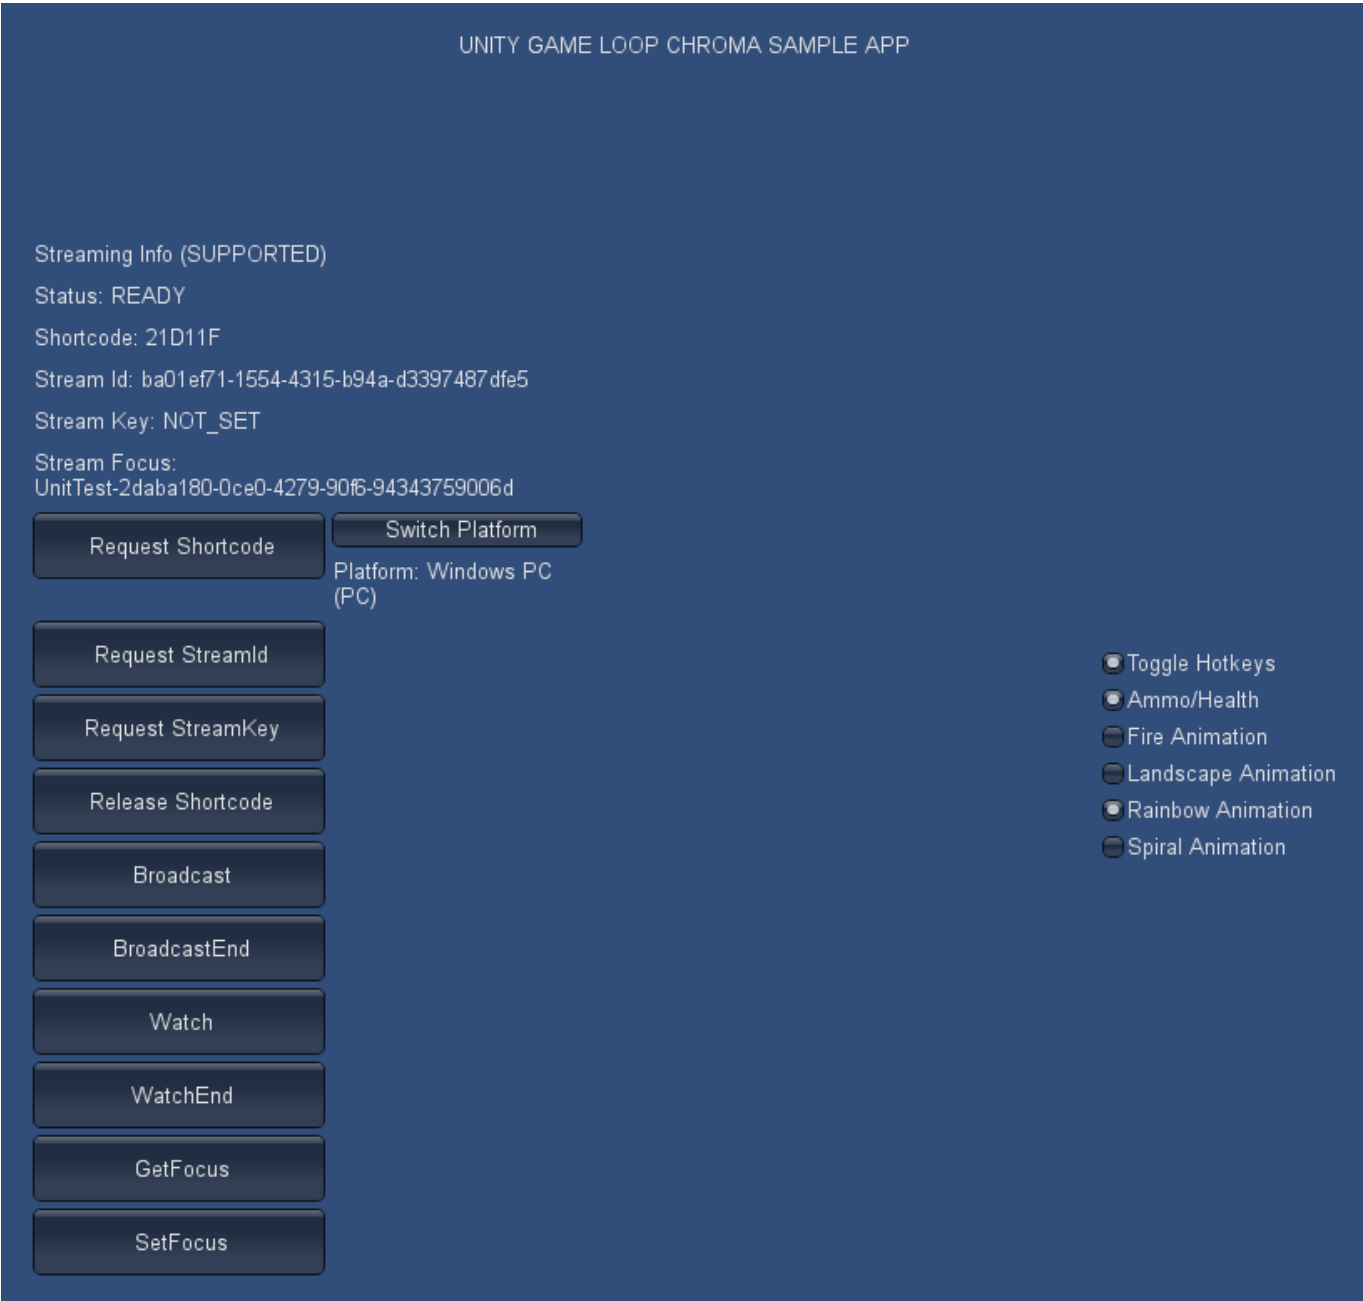 UNITY GAME LOOP CHROMA SAMPLE APP
Streaming Info (SUPPORTED)
Status: READY
Shortcode: 21D11F
Stream Id: ba01ef71-1554-4315-b94a-d3397487dfe5
Stream Key: NOT_SET
Stream Focus:
UnitTest-2daba180-0ce0-4279-90f6-94343759006d
Request Shortcode
Switch Platform
Platform: Windows PC
(PC)
Request StreamId
Request StreamKey
Release Shortcode
Broadcast
BroadcastEnd
Watch
WatchEnd
GetFocus
SetFocus
Toggle Hotkeys
Ammo/Health
Fire Animation
Landscape Animation
Rainbow Animation
Spiral Animation